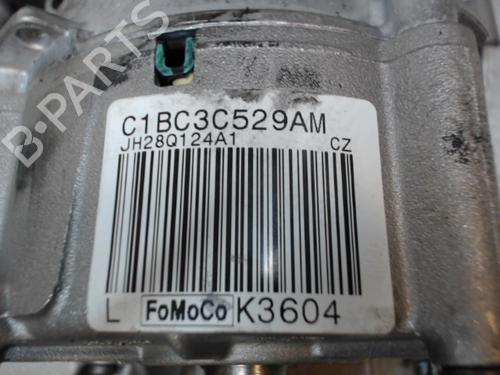 C1BC3C529AM
JH28Q124A1 CZ
L FoMoCo K3604
B-PARTS